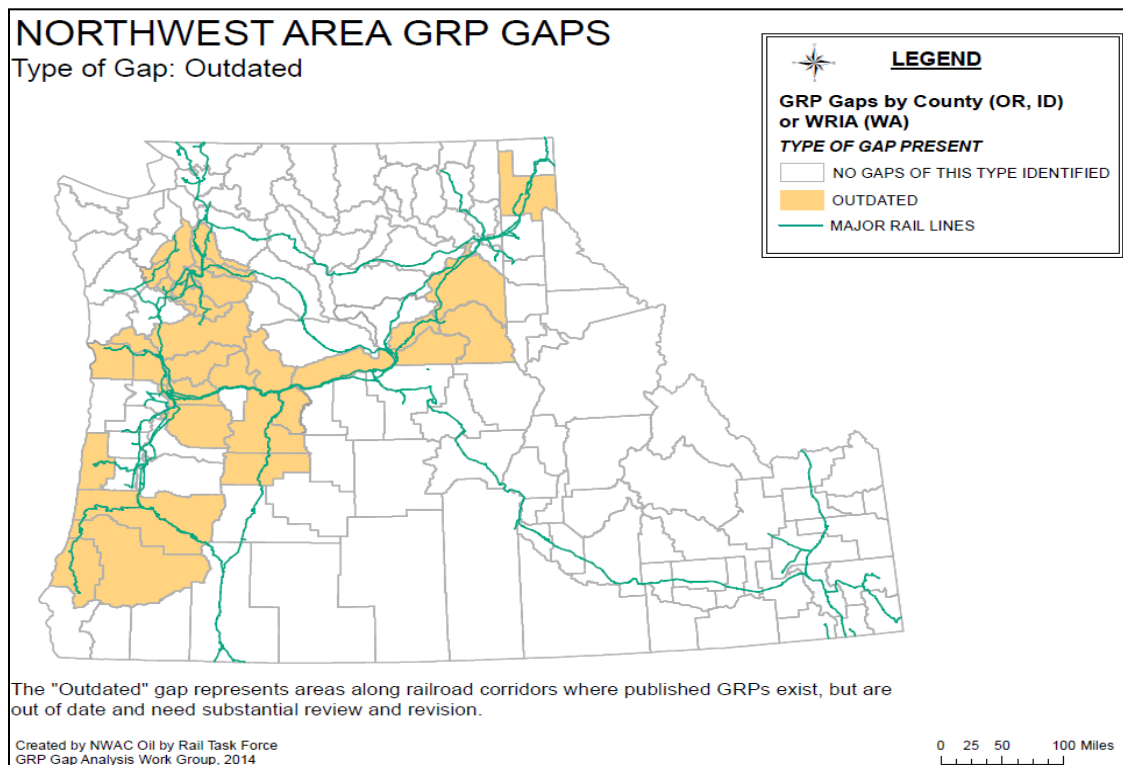 NORTHWEST AREA GRP GAPS
Type of Gap: Outdated
LEGEND
GRP Gaps by County (OR, ID)
or WRIA (WA)
TYPE OF GAP PRESENT
NO GAPS OF THIS TYPE IDENTIFIED
OUTDATED
MAJOR RAIL LINES
The "Outdated" gap represents areas along railroad corridors where published GRPs exist, but are
out of date and need substantial review and revision.
Created by NWAC Oil by Rail Task Force
GRP Gap Analysis Work Group, 2014
0 25 50 100 Miles